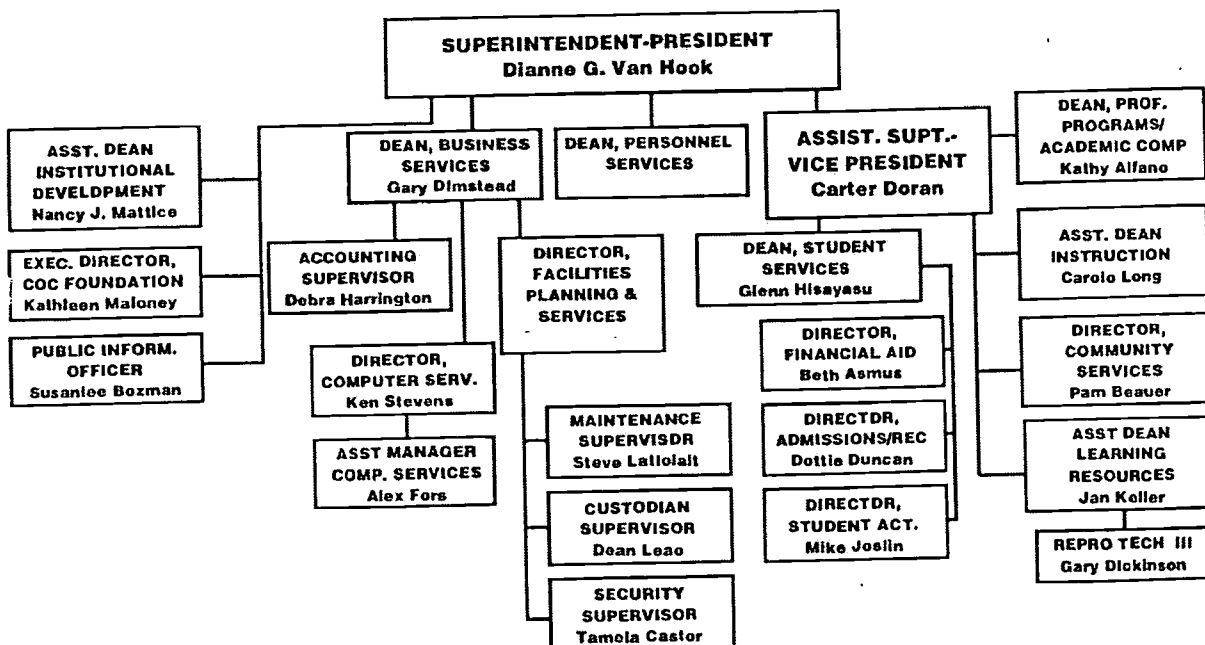 SUPERINTENDENT-PRESIDENT
Dianne G. Van Hook
ASST. DEAN
INSTITUTIONAL
DEVELDPMENT
Nancy J. Mattice
EXEC. DIRECTOR,
COC FOUNDATION
Kathleen Maloney
PUBLIC INFORM.
OFFICER
Susanlee Bozman
DEAN, BUSINESS
SERVICES
Gary Dlmstead
ACCOUNTING
SUPERVISOR
Debra Harrington
DIRECTOR,
COMPUTER SERV.
Ken Stevens
ASST MANAGER
COMP. SERVICES
Alex Fors
DIRECTOR,
FACILITIES
PLANNING &
SERVICES
MAINTENANCE
SUPERVISDR
Steve Latiolait
CUSTODIAN
SUPERVISOR
Dean Leao
SECURITY
SUPERVISOR
Tamela Castor
DEAN, PERSONNEL
SERVICES
ASSIST. SUPT.-
VICE PRESIDENT
Carter Doran
DEAN, STUDENT
SERVICES
Glenn Hisayasu
DIRECTOR,
FINANCIAL AID
Beth Asmus
DIRECTDR,
ADMISSIONS/REC
Dottie Duncan
DIRECTDR,
STUDENT ACT.
Mike Joslin
DEAN, PROF.
PROGRAMS/
ACADEMIC COMP
Kathy Alfano
ASST. DEAN
INSTRUCTION
Carole Long
DIRECTOR,
COMMUNITY
SERVICES
Pam Beauer
ASST DEAN
LEARNING
RESOURCES
Jan Keller
REPRO TECH III
Gary Dickinson